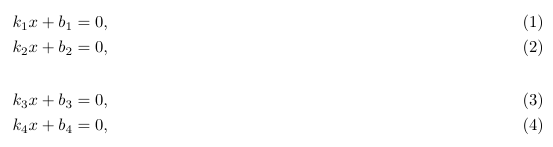 k₁x + b₁ = 0, (1)
k₂x + b₂ = 0, (2)
k₃x + b₃ = 0, (3)
k₄x + b₄ = 0, (4)